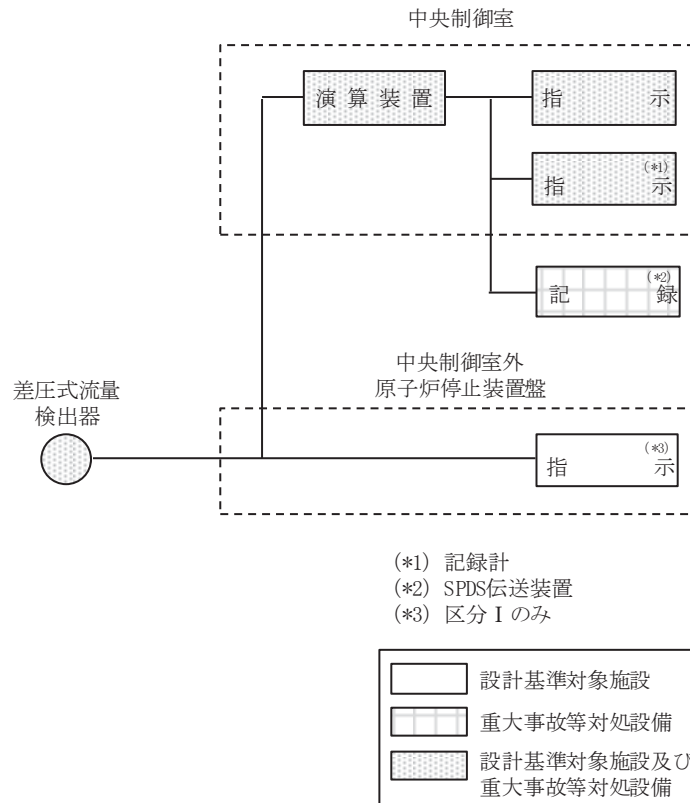 中央制御室
演算装置
指示
(*1)
指示
(*2)
記録
中央制御室外
原子炉停止装置盤
差圧式流量
検出器
(*3)
指示
(*1) 記録計
(*2) SPDS伝送装置
(*3) 区分Ⅰのみ
設計基準対象施設
重大事故等対処設備
設計基準対象施設及び
重大事故等対処設備